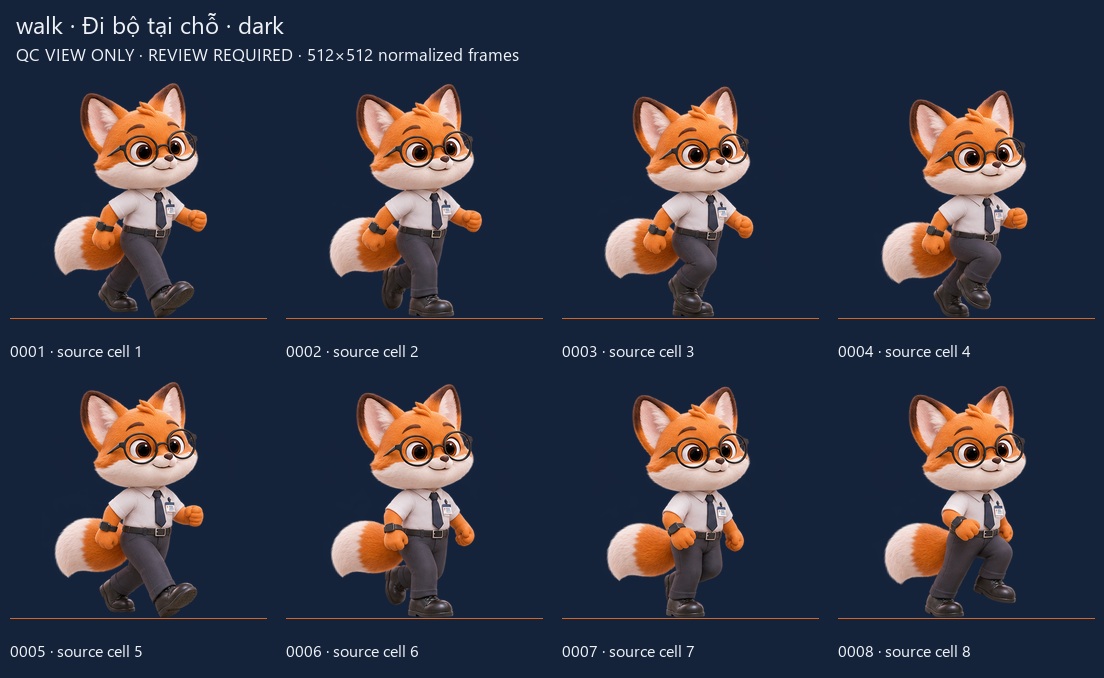 walk · Đi bộ tại chỗ · dark
QC VIEW ONLY · REVIEW REQUIRED · 512×512 normalized frames
0001 · source cell 1
0002 · source cell 2
0003 · source cell 3
0004 · source cell 4
0005 · source cell 5
0006 · source cell 6
0007 · source cell 7
0008 · source cell 8